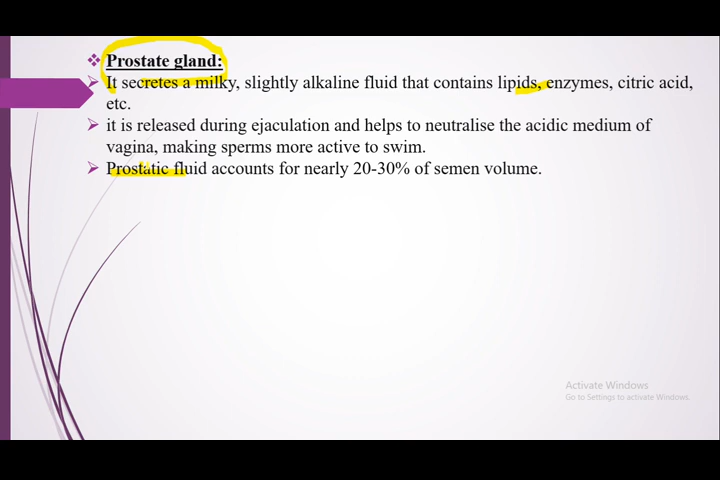 ❖ Prostate gland:
➢ It secretes a milky, slightly alkaline fluid that contains lipids, enzymes, citric acid,
etc.
➢ it is released during ejaculation and helps to neutralise the acidic medium of
vagina, making sperms more active to swim.
➢ Prostatic fluid accounts for nearly 20-30% of semen volume.
Activate Windows
Go to Settings to activate Windows.